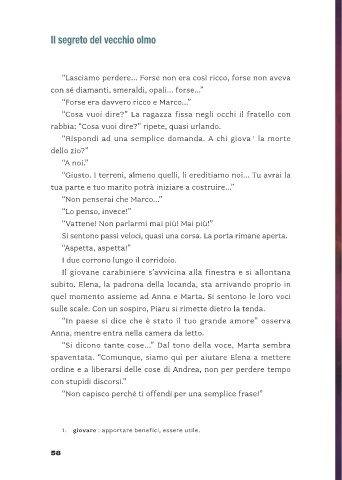 Il segreto del vecchio olmo
“Lasciamo perdere... Forse non era così ricco, forse non aveva
con sé diamanti, smeraldi, opali... forse...”
“Forse era davvero ricco e Marco...”
“Cosa vuoi dire?” La ragazza fissa negli occhi il fratello con
rabbia: “Cosa vuoi dire?” ripete, quasi urlando.
“Rispondi ad una semplice domanda. A chi giova¹ la morte
dello zio?”
“A noi.”
“Giusto. I terreni, almeno quelli, li ereditiamo noi... Tu avrai la
tua parte e tuo marito potrà iniziare a costruire...”
“Non penserai che Marco...”
“Lo penso, invece!”
“Vattene! Non parlarmi mai più! Mai più!”
Si sentono passi veloci, quasi una corsa. La porta rimane aperta.
“Aspetta, aspetta!”
I due corrono lungo il corridoio.
Il giovane carabiniere s’avvicina alla finestra e si allontana
subito. Elena, la padrona della locanda, sta arrivando proprio in
quel momento assieme ad Anna e Marta. Si sentono le loro voci
sulle scale. Con un sospiro, Piaru si rimette dietro la tenda.
“In paese si dice che è stato il tuo grande amore” osserva
Anna, mentre entra nella camera da letto.
“Si dicono tante cose...” Dal tono della voce, Marta sembra
spaventata. “Comunque, siamo qui per aiutare Elena a mettere
ordine e a liberarsi delle cose di Andrea, non per perdere tempo
con stupidi discorsi.”
“Non capisco perché ti offendi per una semplice frase!”
1. giovare : apportare benefici, essere utile.
58